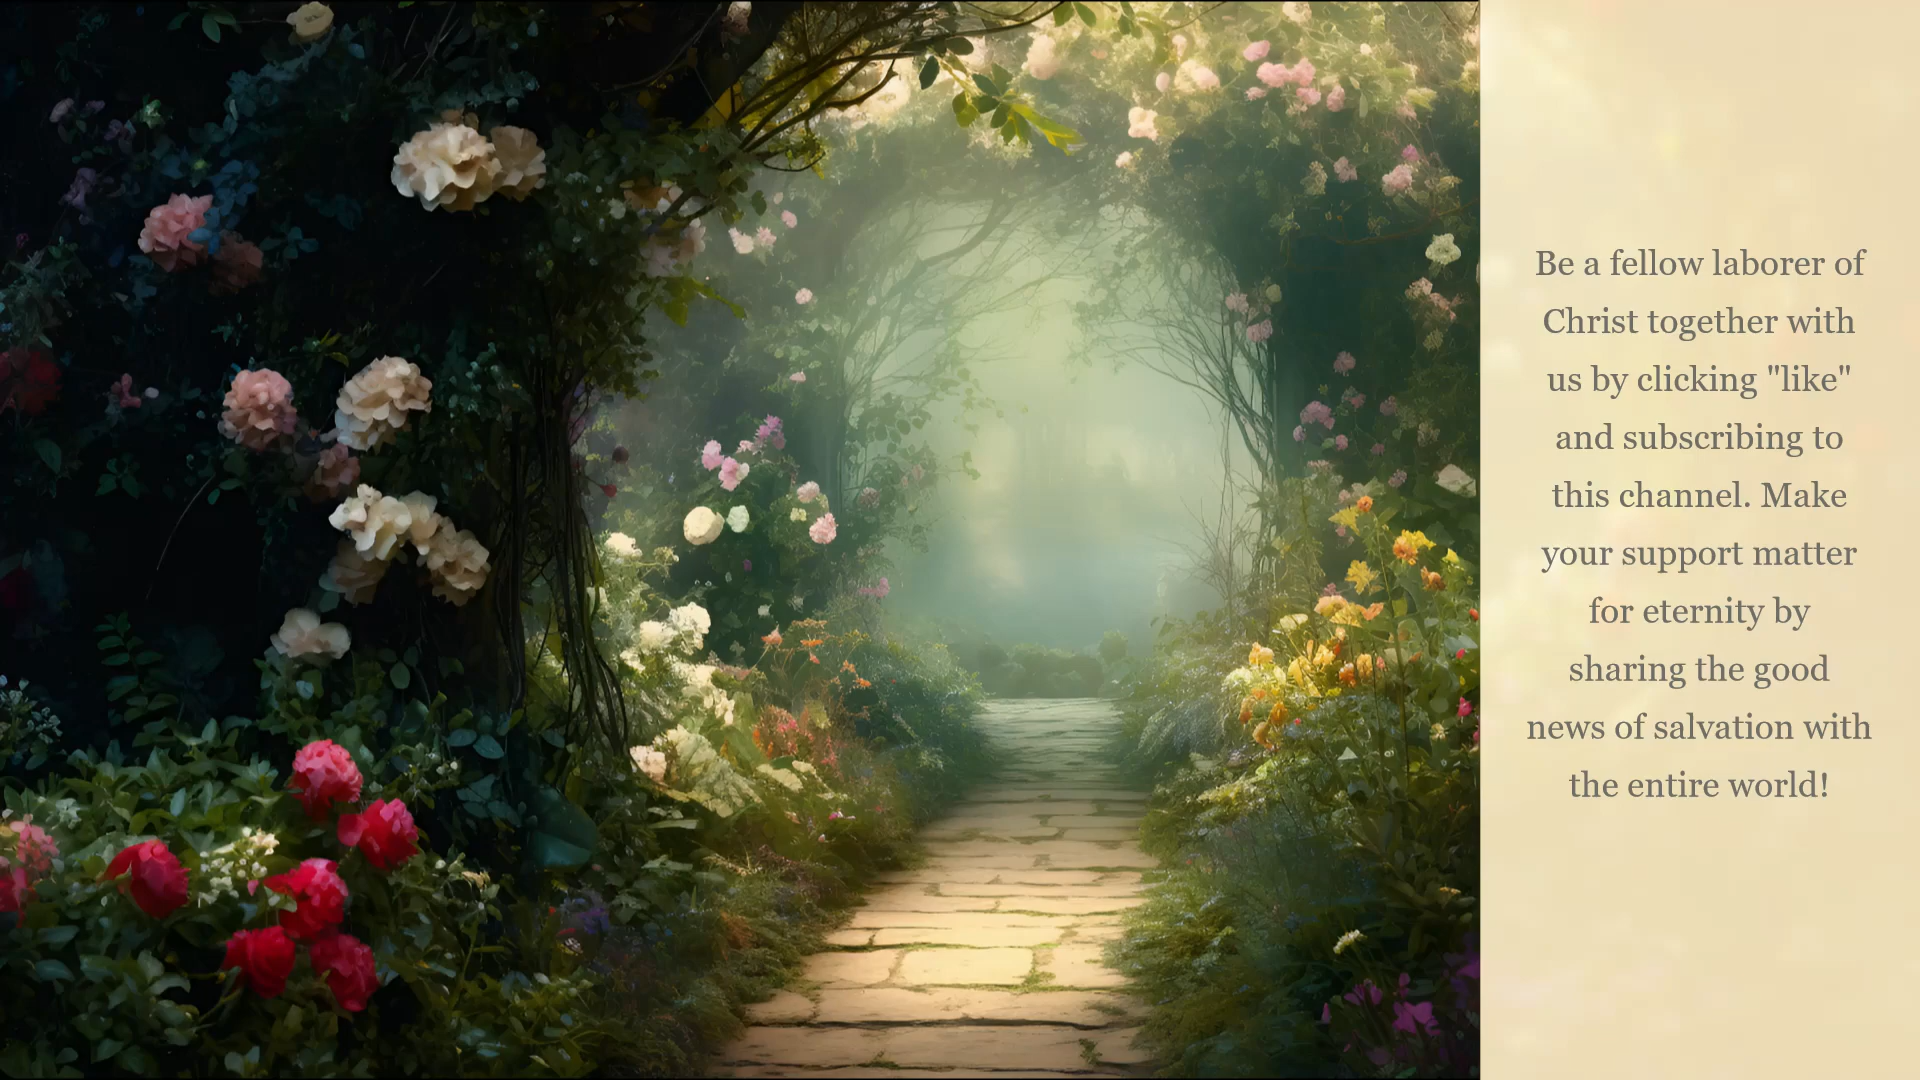 Be a fellow laborer of
Christ together with
us by clicking "like"
and subscribing to
this channel. Make
your support matter
for eternity by
sharing the good
news of salvation with
the entire world!